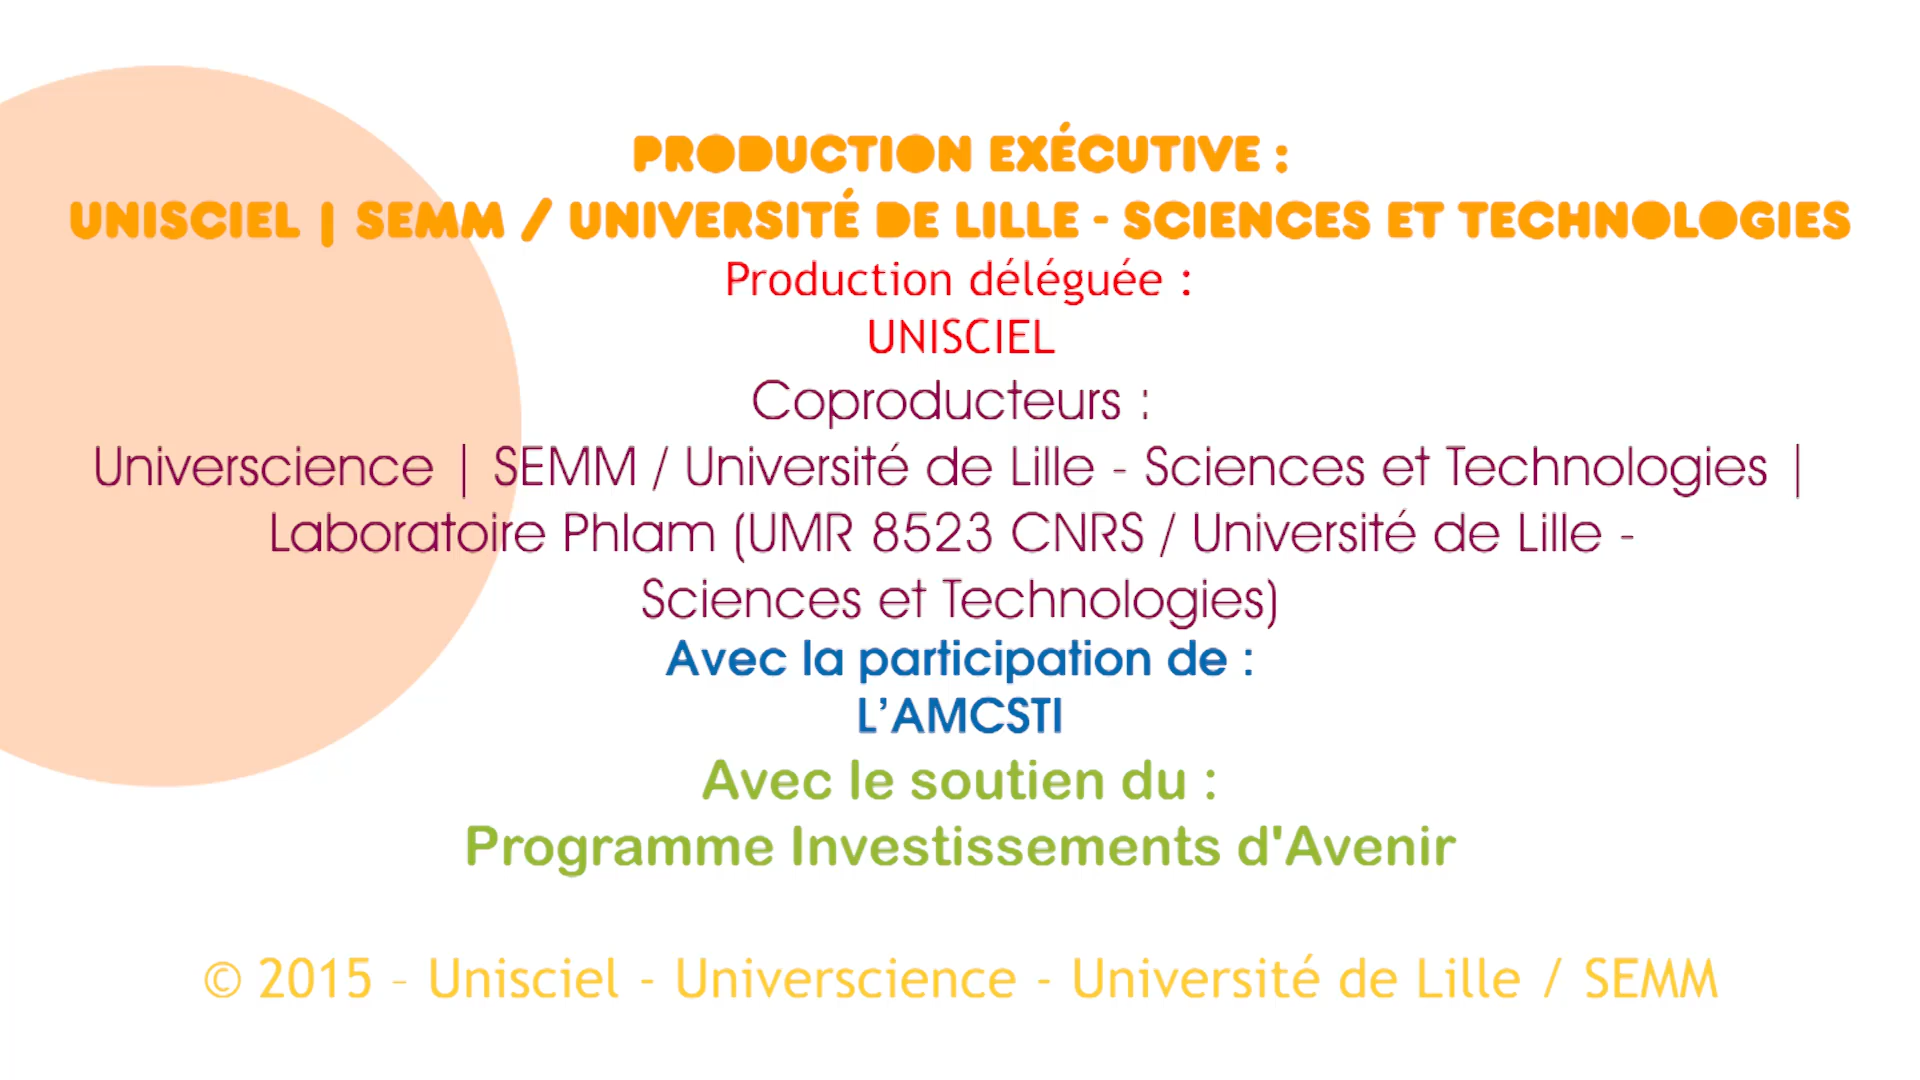 PRODUCTION EXÉCUTIVE :
UNISCIEL | SEMM / UNIVERSITÉ DE LILLE - SCIENCES ET TECHNOLOGIES
Production déléguée :
UNISCIEL
Coproducteurs :
Universcience | SEMM / Université de Lille - Sciences et Technologies |
Laboratoire Phlam (UMR 8523 CNRS / Université de Lille -
Sciences et Technologies)
Avec la participation de :
L’AMCSTI
Avec le soutien du :
Programme Investissements d'Avenir
© 2015 – Unisciel - Universcience - Université de Lille / SEMM